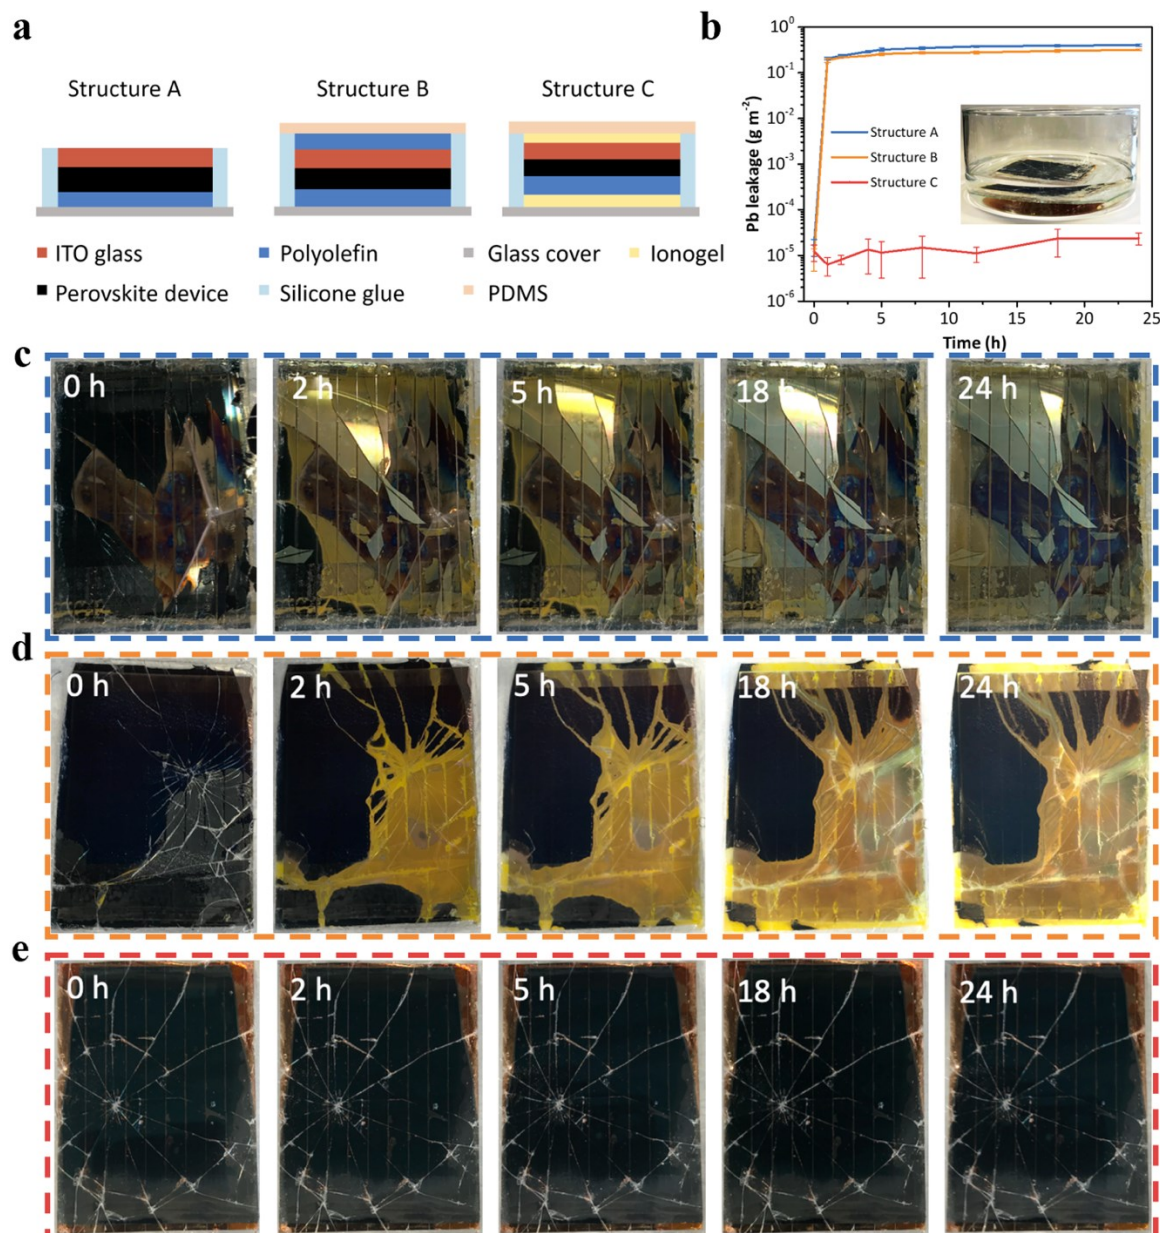 a
Structure A
Structure B
Structure C
ITO glass
Polyolefin
Glass cover
Ionogel
Perovskite device
Silicone glue
PDMS
b
Pb leakage (g m⁻²)
10⁰
10⁻¹
10⁻²
10⁻³
10⁻⁴
10⁻⁵
10⁻⁶
Structure A
Structure B
Structure C
0 5 10 15 20 25
Time (h)
c
0 h 2 h 5 h 18 h 24 h
d
0 h 2 h 5 h 18 h 24 h
e
0 h 2 h 5 h 18 h 24 h